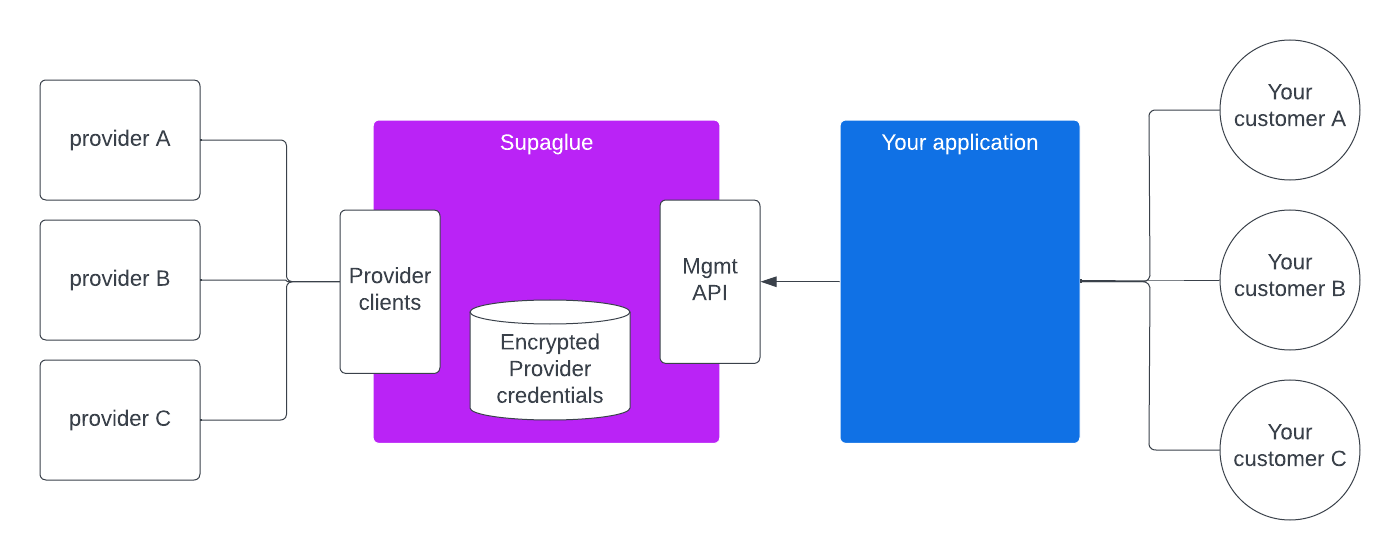 provider A
provider B
provider C
Supaglue
Provider
clients
Encrypted
Provider
credentials
Mgmt
API
Your application
Your
customer A
Your
customer B
Your
customer C